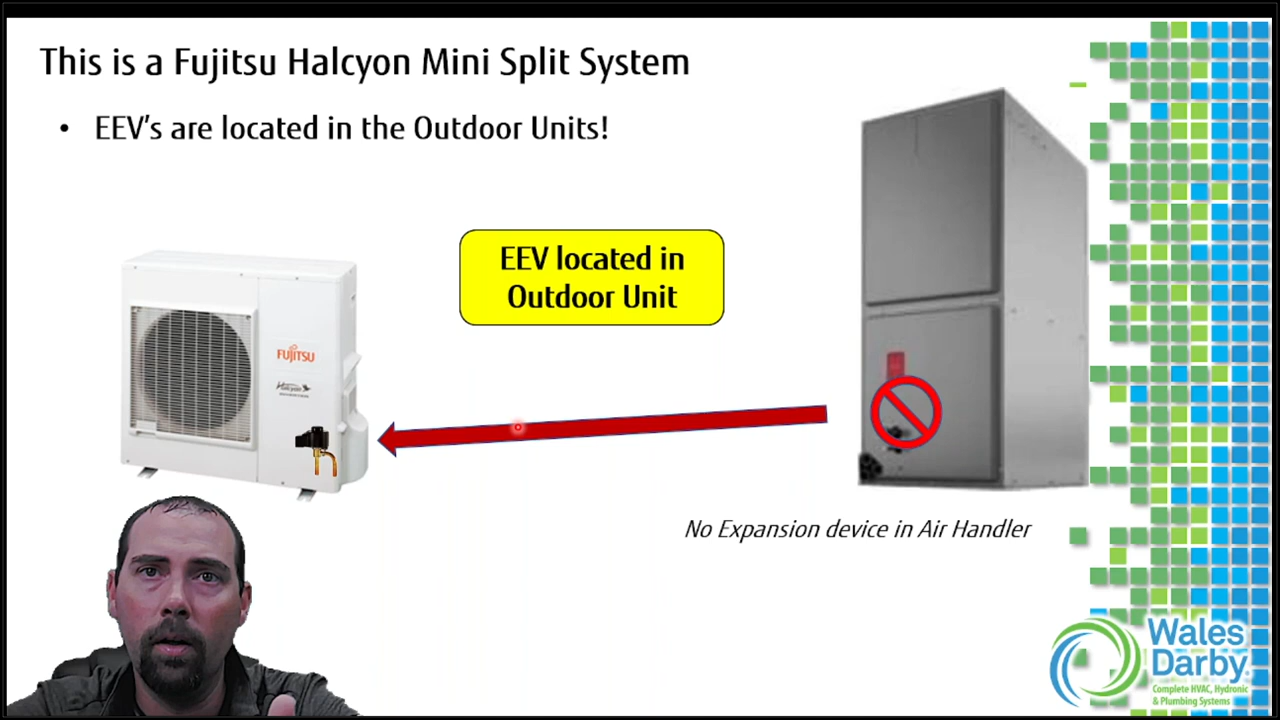 This is a Fujitsu Halcyon Mini Split System
• EEV's are located in the Outdoor Units!
EEV located in
Outdoor Unit
FUJITSU
Halcyon
No Expansion device in Air Handler
Wales
Darby
Complete HVAC, Hydronic
& Plumbing Systems